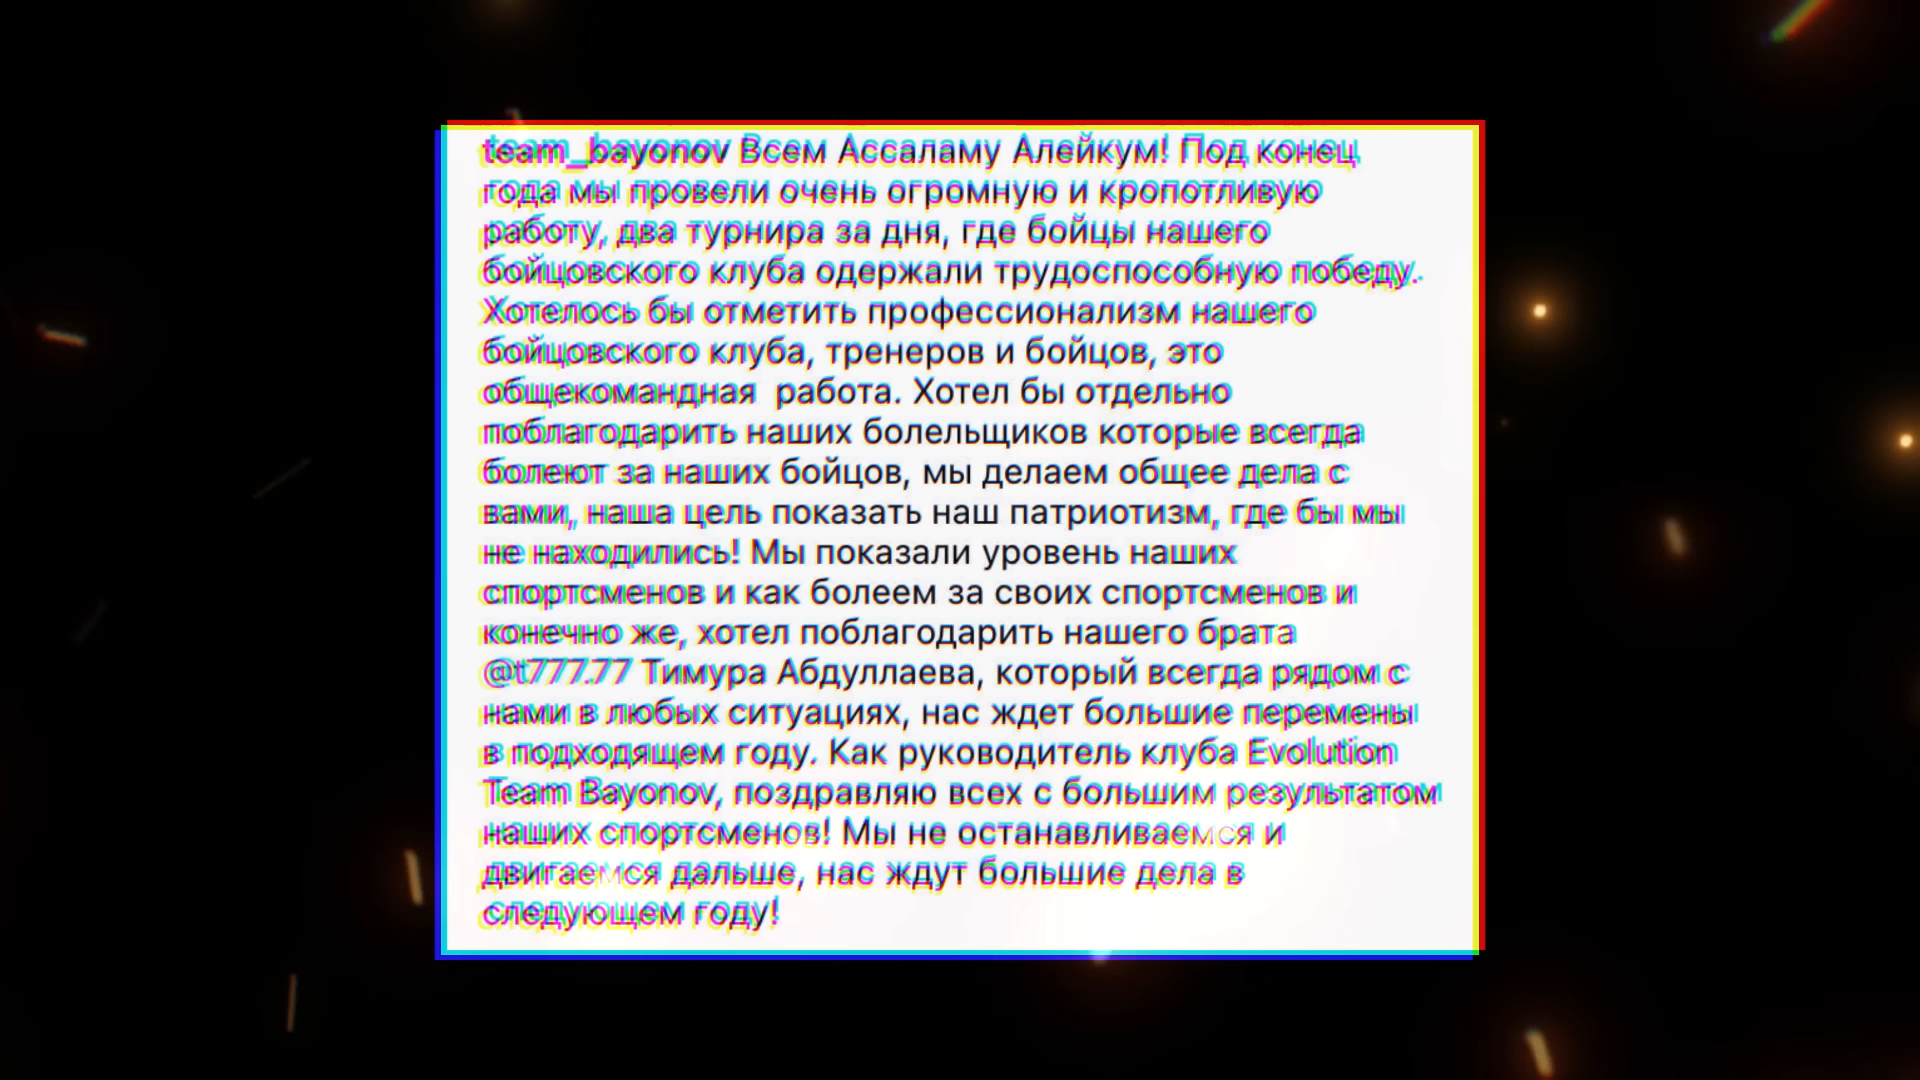 team_bayonov Всем Ассаламу Алейкум! Под конец
года мы провели очень огромную и кропотливую
работу, два турнира за дня, где бойцы нашего
бойцовского клуба одержали трудоспособную победу.
Хотелось бы отметить профессионализм нашего
бойцовского клуба, тренеров и бойцов, это
общекомандная  работа. Хотел бы отдельно
поблагодарить наших болельщиков которые всегда
болеют за наших бойцов, мы делаем общее дела с
вами, наша цель показать наш патриотизм, где бы мы
не находились! Мы показали уровень наших
спортсменов и как болеем за своих спортсменов и
конечно же, хотел поблагодарить нашего брата
@t777.77 Тимура Абдуллаева, который всегда рядом с
нами в любых ситуациях, нас ждет большие перемены
в подходящем году. Как руководитель клуба Evolution
Team Bayonov, поздравляю всех с большим результатом
наших спортсменов! Мы не останавливаемся и
двигаемся дальше, нас ждут большие дела в
следующем году!